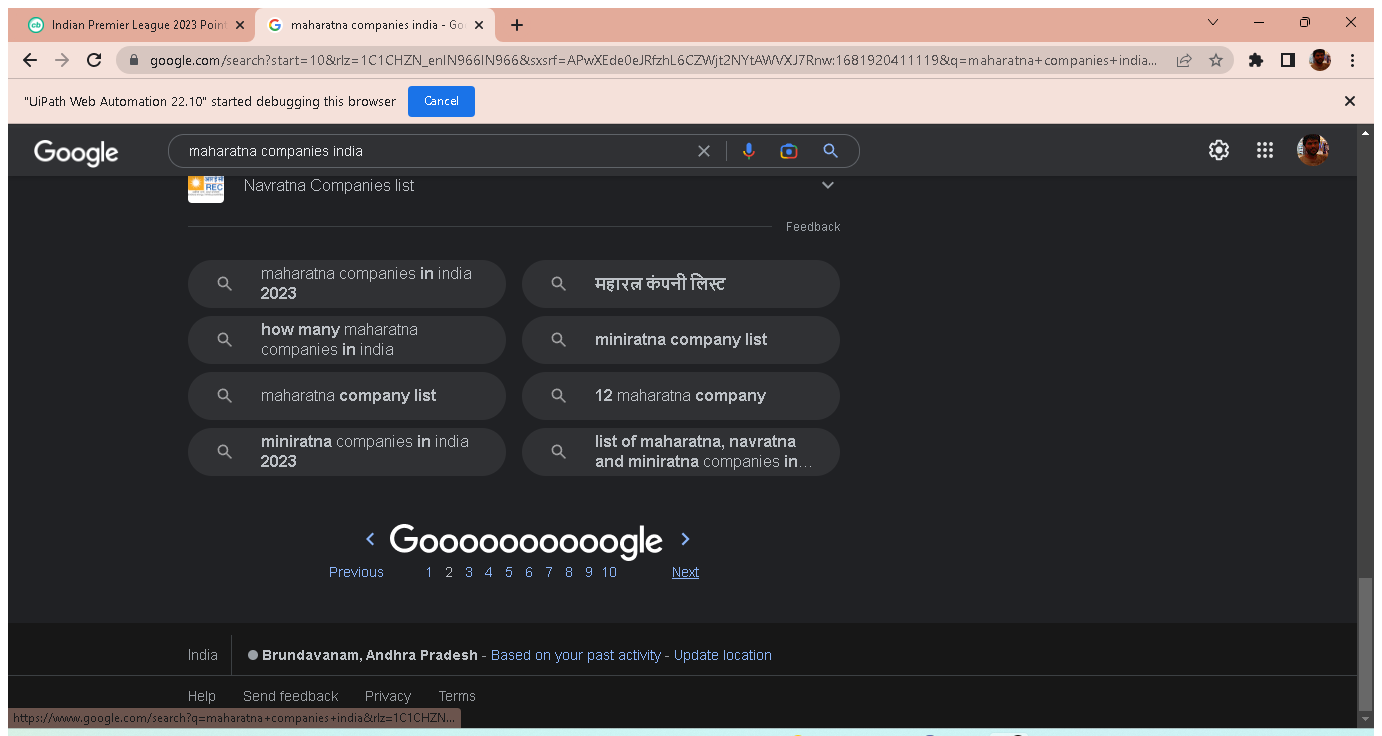 Indian Premier League 2023 Poin
maharatna companies india - Go
google.com/search?start=10&rlz=1C1CHZN_enIN966IN966&sxsrf=APwXEde0eJRfzhL6CZWjt2NYtAWVXJ7Rnw:1681920411119&q=maharatna+companies+india...
"UiPath Web Automation 22.10" started debugging this browser
Cancel
Google
maharatna companies india
REC
Navratna Companies list
Feedback
maharatna companies in india
2023
महारत्न कंपनी लिस्ट
how many maharatna
companies in india
miniratna company list
maharatna company list
12 maharatna company
miniratna companies in india
2023
list of maharatna, navratna
and miniratna companies in...
Goooooooooogle
Previous 1 2 3 4 5 6 7 8 9 10 Next
India
Brundavanam, Andhra Pradesh - Based on your past activity - Update location
Help Send feedback Privacy Terms
https://www.google.com/search?q=maharatna+companies+india&rlz=1C1CHZN...